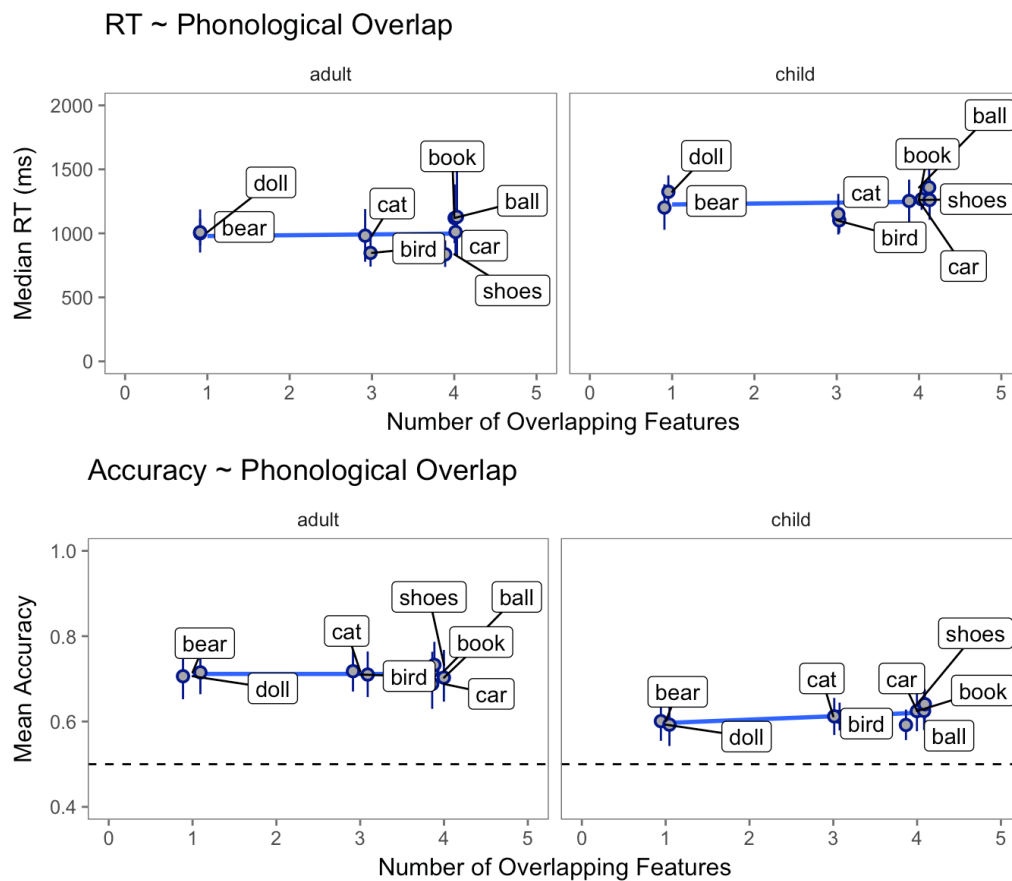 RT ~ Phonological Overlap
adult
child
2000
1500
1000
500
0
Median RT (ms)
doll
bear
cat
bird
book
ball
car
shoes
doll
bear
cat
bird
book
ball
shoes
car
0 1 2 3 4 5
0 1 2 3 4 5
Number of Overlapping Features
Accuracy ~ Phonological Overlap
adult
child
1.0
0.8
0.6
0.4
Mean Accuracy
bear
doll
cat
bird
shoes
ball
book
car
bear
doll
cat
bird
car
shoes
book
ball
0 1 2 3 4 5
0 1 2 3 4 5
Number of Overlapping Features